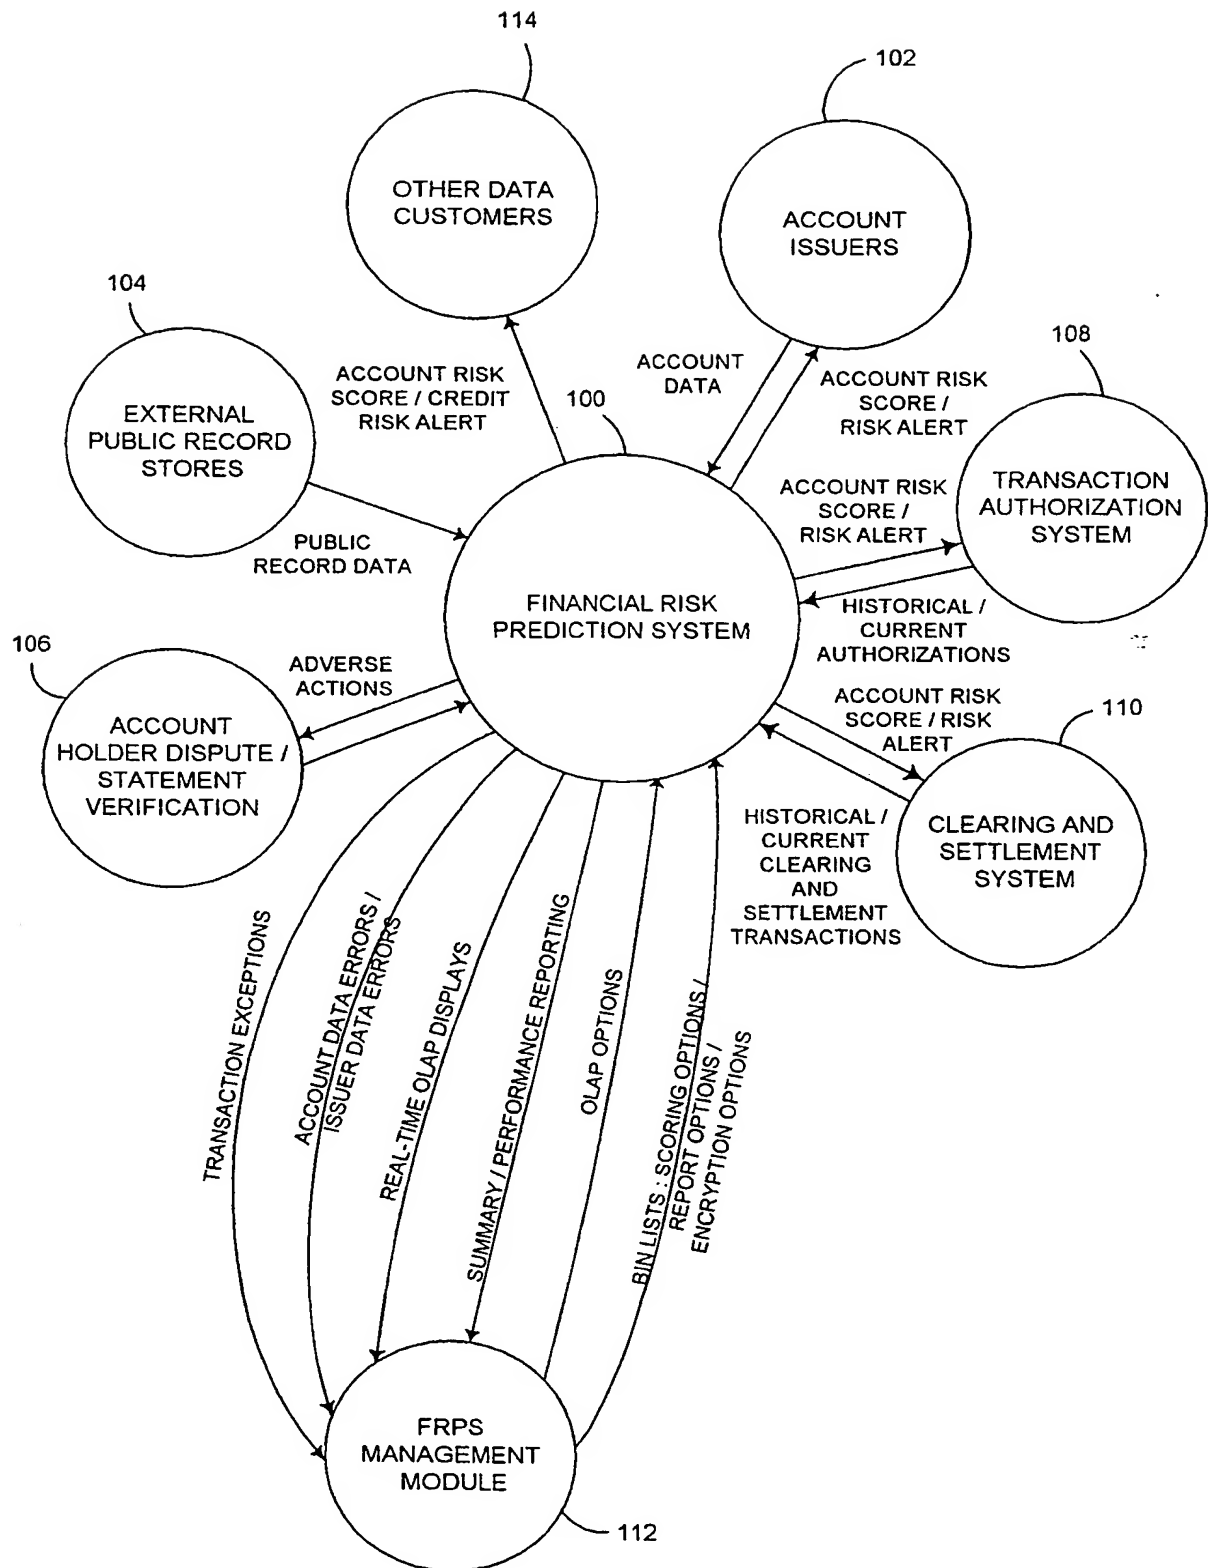 114
OTHER DATA
CUSTOMERS
102
ACCOUNT
ISSUERS
104
EXTERNAL
PUBLIC RECORD
STORES
ACCOUNT RISK
SCORE / CREDIT
RISK ALERT
100
ACCOUNT
DATA
ACCOUNT RISK
SCORE /
RISK ALERT
108
TRANSACTION
AUTHORIZATION
SYSTEM
ACCOUNT RISK
SCORE /
RISK ALERT
PUBLIC
RECORD DATA
FINANCIAL RISK
PREDICTION SYSTEM
HISTORICAL /
CURRENT
AUTHORIZATIONS
106
ADVERSE
ACTIONS
ACCOUNT
HOLDER DISPUTE /
STATEMENT
VERIFICATION
ACCOUNT RISK
SCORE / RISK
ALERT
110
CLEARING AND
SETTLEMENT
SYSTEM
HISTORICAL /
CURRENT
CLEARING
AND
SETTLEMENT
TRANSACTIONS
TRANSACTION EXCEPTIONS
ACCOUNT DATA ERRORS /
ISSUER DATA ERRORS
REAL-TIME OLAP DISPLAYS
SUMMARY / PERFORMANCE REPORTING
OLAP OPTIONS
BIN LISTS : SCORING OPTIONS /
REPORT OPTIONS /
ENCRYPTION OPTIONS
FRPS
MANAGEMENT
MODULE
112